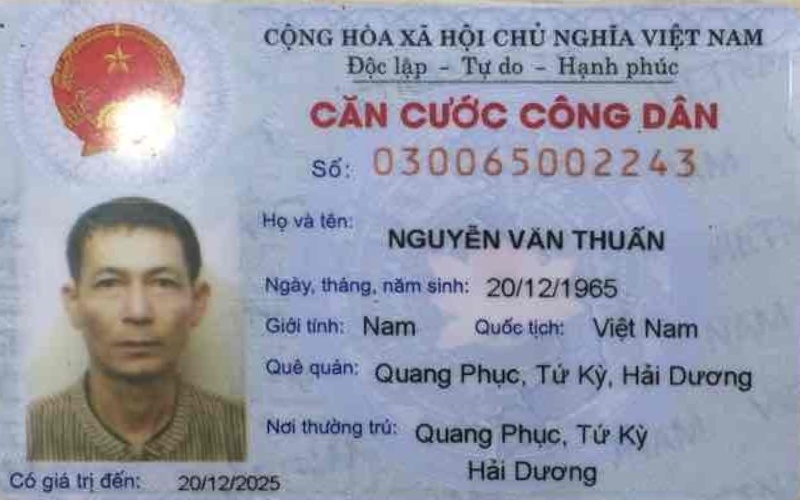 CỘNG HÒA XÃ HỘI CHỦ NGHĨA VIỆT NAM
Độc lập - Tự do - Hạnh phúc
CĂN CƯỚC CÔNG DÂN
Số: 030065002243
Họ và tên: NGUYỄN VĂN THUẤN
Ngày, tháng, năm sinh: 20/12/1965
Giới tính: Nam Quốc tịch: Việt Nam
Quê quán: Quang Phục, Tứ Kỳ, Hải Dương
Nơi thường trú: Quang Phục, Tứ Kỳ
Hải Dương
Có giá trị đến: 20/12/2025